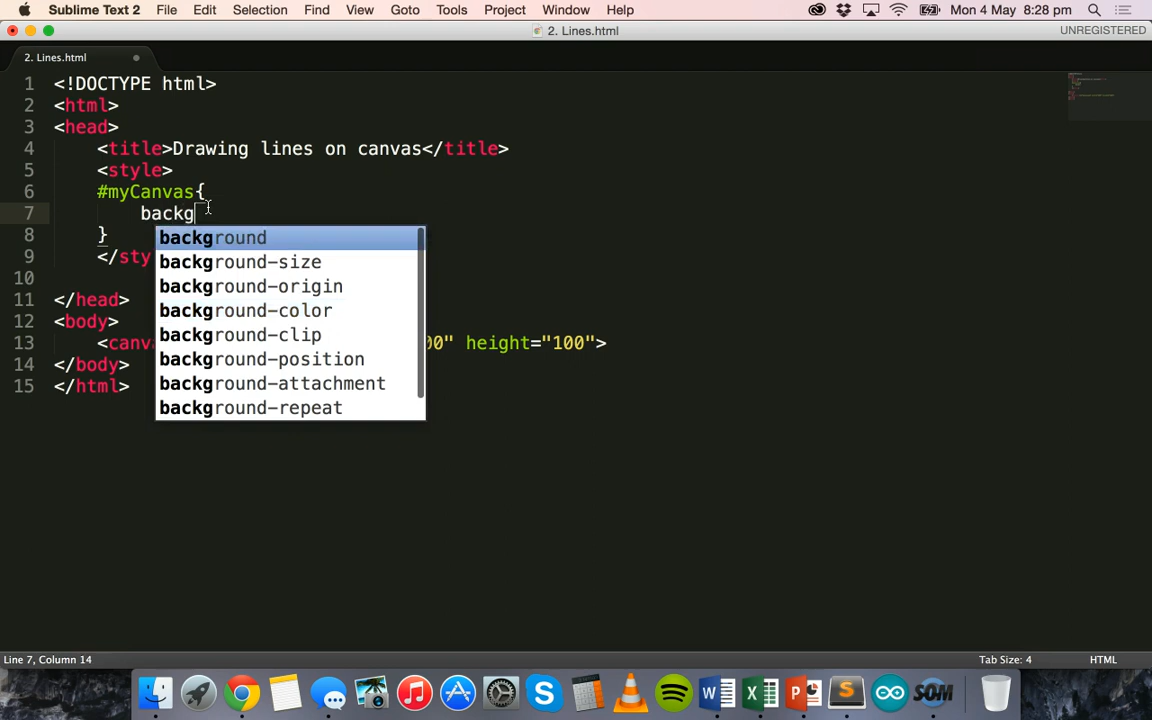 Sublime Text 2 File Edit Selection Find View Goto Tools Project Window Help Mon 4 May 8:28 pm
2. Lines.html UNREGISTERED
2. Lines.html
1 <!DOCTYPE html>
2 <html>
3 <head>
4 <title>Drawing lines on canvas</title>
5 <style>
6 #myCanvas{
7 backg
8 }
background
9 </sty
background-size
10
background-origin
11 </head>
background-color
12 <body>
background-clip
13 <canv 00" height="100">
14 </body>
background-position
15 </html>
background-attachment
background-repeat
Line 7, Column 14 Tab Size: 4 HTML
SOM